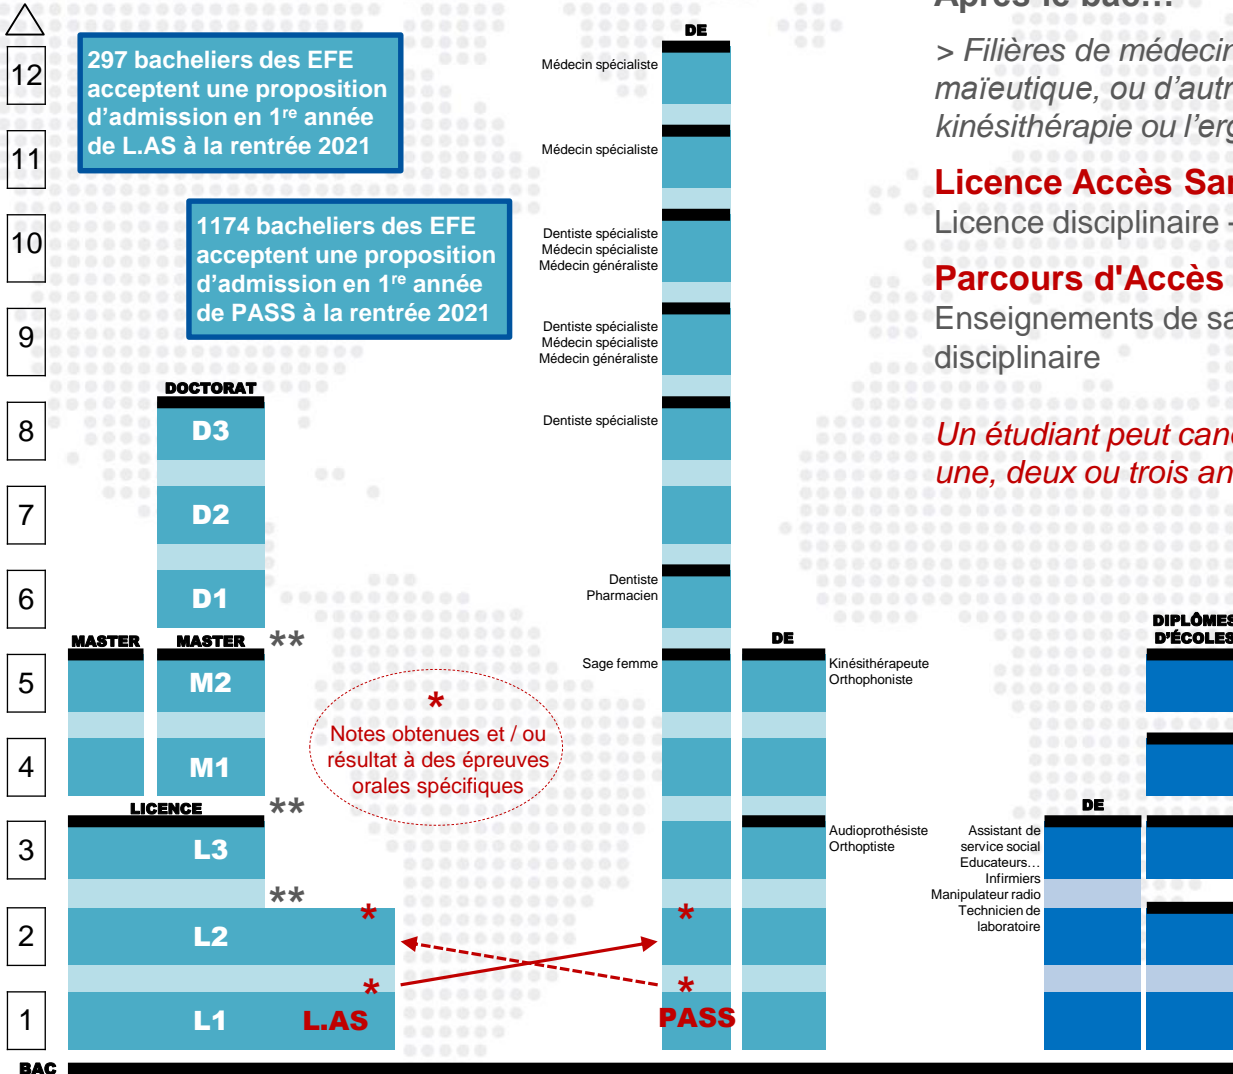 12
11
10
9
8
7
6
5
4
3
2
1
BAC
297 bacheliers des EFE
acceptent une proposition
d'admission en 1re année
de L.AS à la rentrée 2021
1174 bacheliers des EFE
acceptent une proposition
d'admission en 1re année
de PASS à la rentrée 2021
DOCTORAT
D3
D2
D1
MASTER
MASTER
**
M2
M1
LICENCE
**
L3
**
L2
*
*
L1
L.AS
*
Notes obtenues et / ou
résultat à des épreuves
orales spécifiques
DE
Médecin spécialiste
Médecin spécialiste
Dentiste spécialiste
Médecin spécialiste
Médecin généraliste
Dentiste spécialiste
Médecin spécialiste
Médecin généraliste
Dentiste spécialiste
Dentiste
Pharmacien
Sage femme
*
*
PASS
DE
Kinésithérapeute
Orthophoniste
Audioprothésiste
Orthoptiste
Après le bac…
> Filières de médecin
maïeutique, ou d'autr
kinésithérapie ou l'erg
Licence Accès San
Licence disciplinaire -
Parcours d'Accès
Enseignements de sa
disciplinaire
Un étudiant peut cand
une, deux ou trois an
DE
Assistant de
service social
Educateurs…
Infirmiers
Manipulateur radio
Technicien de
laboratoire
DIPLÔMES
D'ÉCOLES